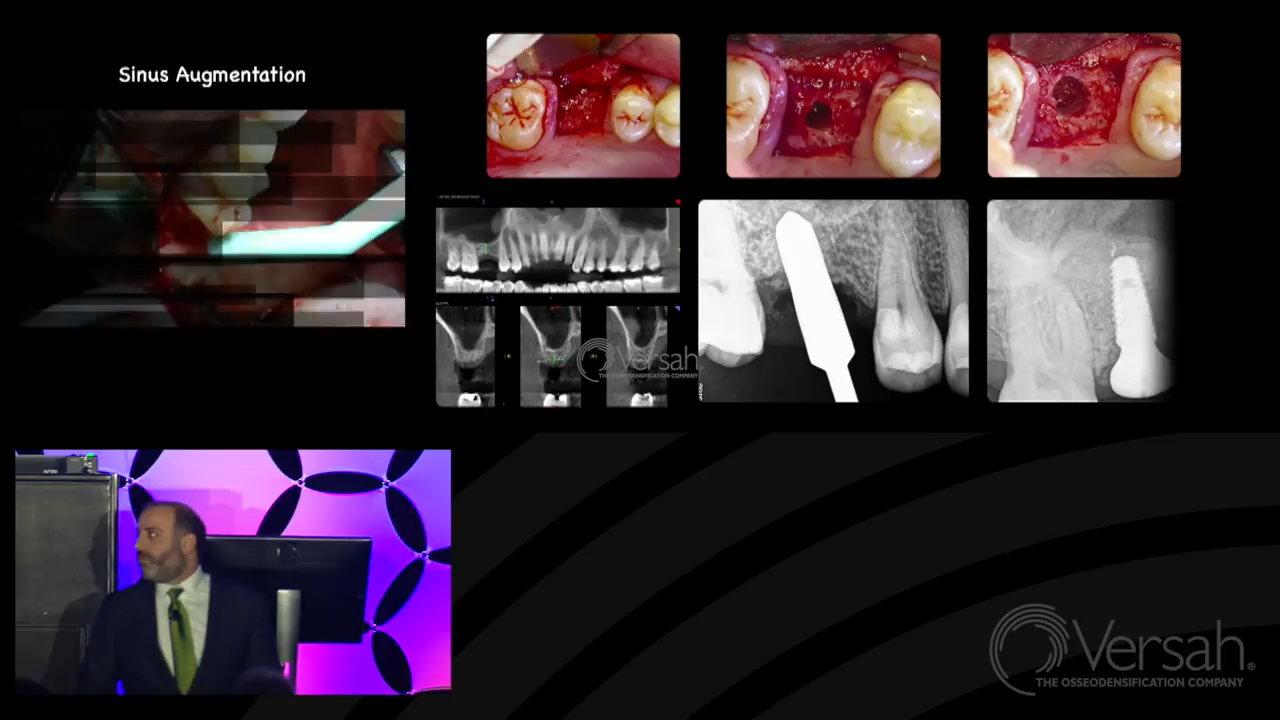 Sinus Augmentation
Versah
THE OSSEODENSIFICATION COMPANY
Versah®
THE OSSEODENSIFICATION COMPANY